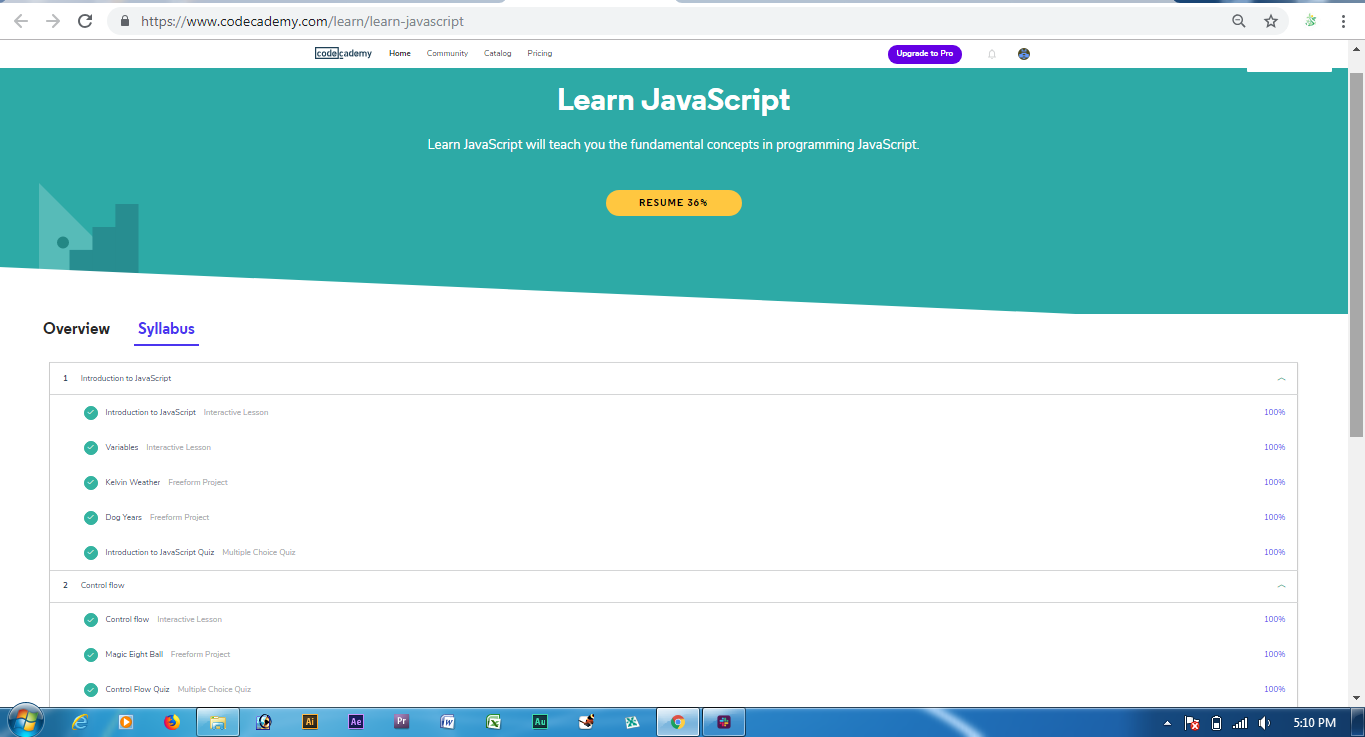 https://www.codecademy.com/learn/learn-javascript
codecademy Home Community Catalog Pricing Upgrade to Pro
Learn JavaScript
Learn JavaScript will teach you the fundamental concepts in programming JavaScript.
RESUME 36%
Overview Syllabus
1 Introduction to JavaScript
Introduction to JavaScript Interactive Lesson 100%
Variables Interactive Lesson 100%
Kelvin Weather Freeform Project 100%
Dog Years Freeform Project 100%
Introduction to JavaScript Quiz Multiple Choice Quiz 100%
2 Control flow
Control flow Interactive Lesson 100%
Magic Eight Ball Freeform Project 100%
Control Flow Quiz Multiple Choice Quiz 100%
Ai Ae Pr Au 5:10 PM